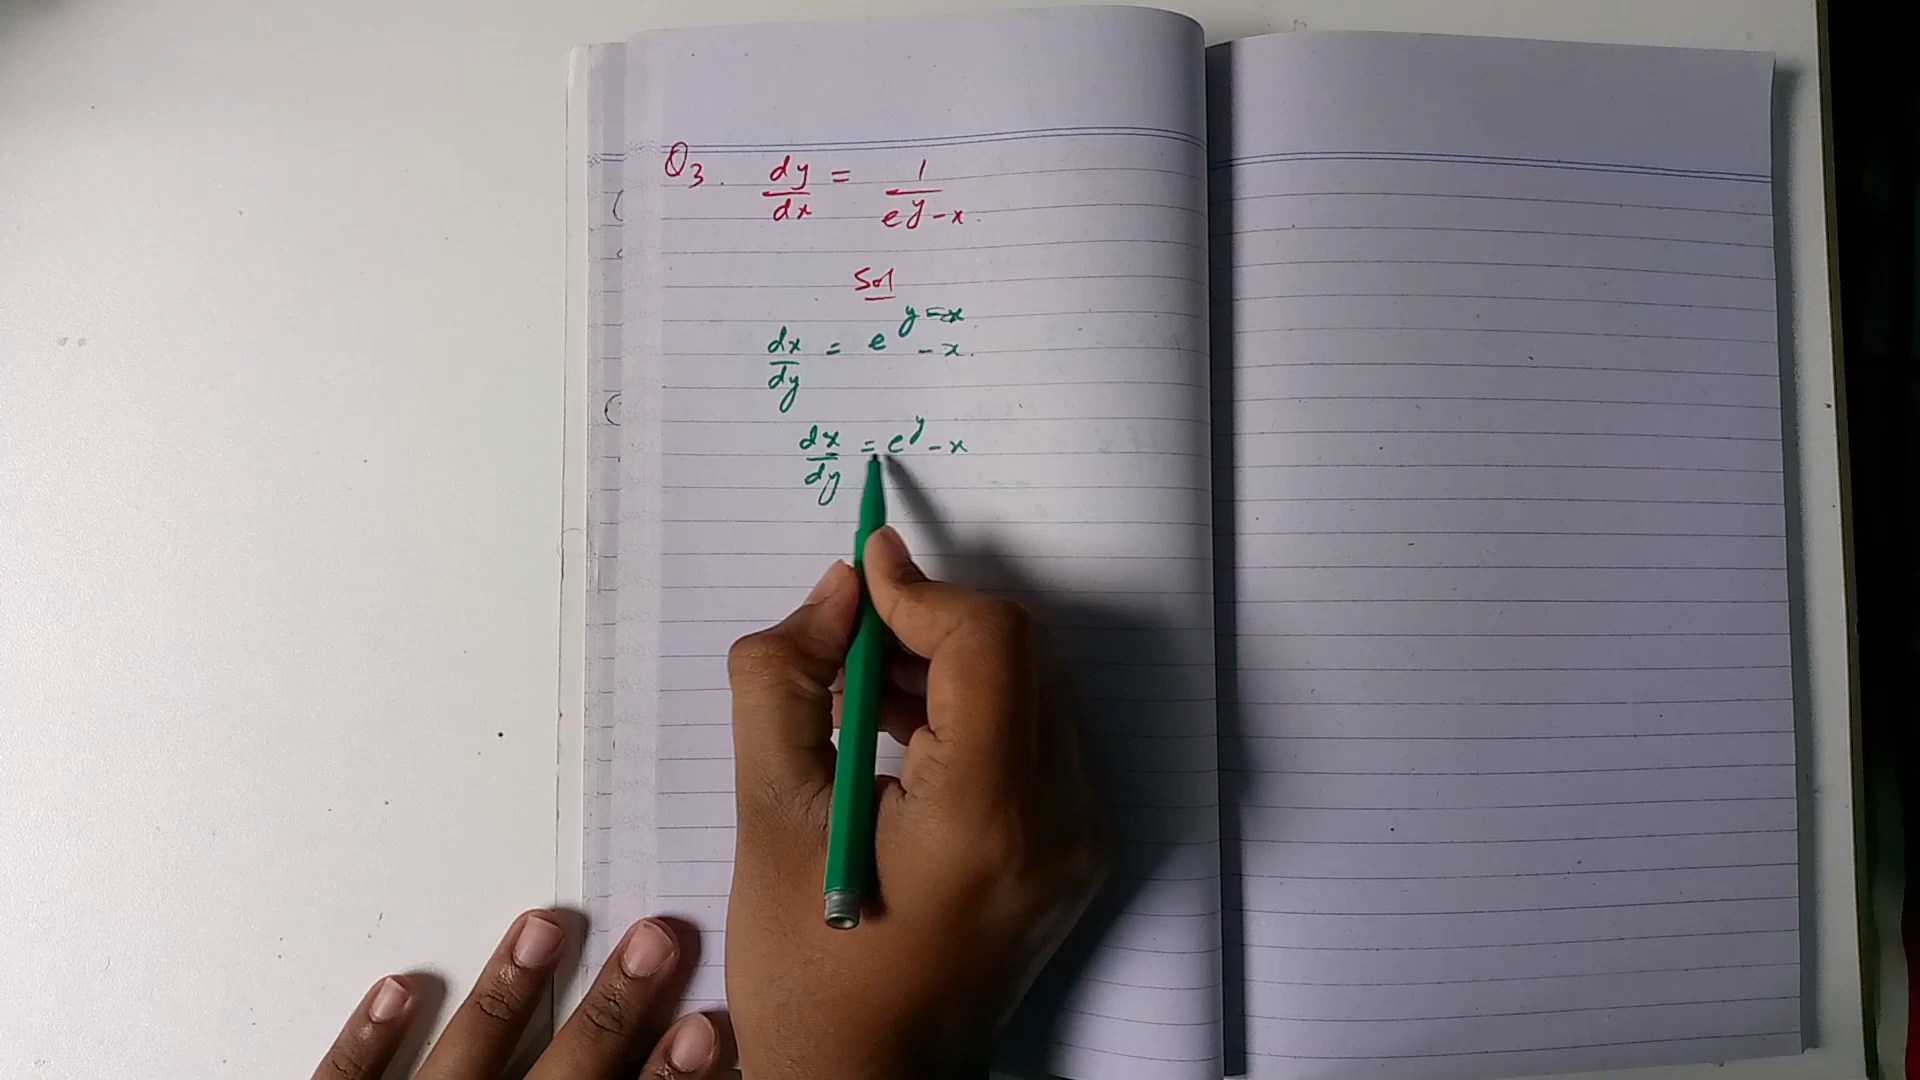 Q3. dy/dx = 1/(e^y - x).
Sol
dx/dy = e^y - x.
dx/dy = e^y - x